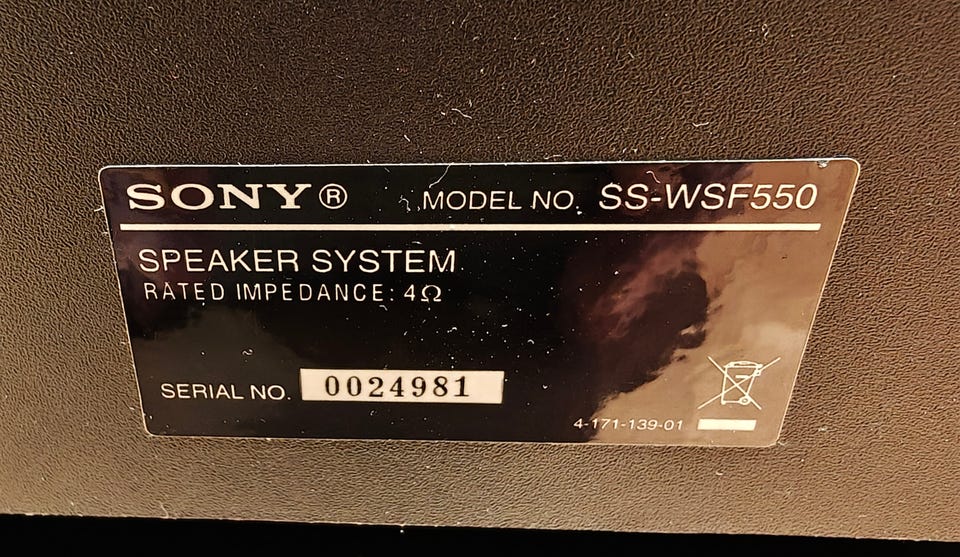 SONY® MODEL NO. SS-WSF550
SPEAKER SYSTEM
RATED IMPEDANCE: 4Ω
SERIAL NO. 0024981
4-171-139-01